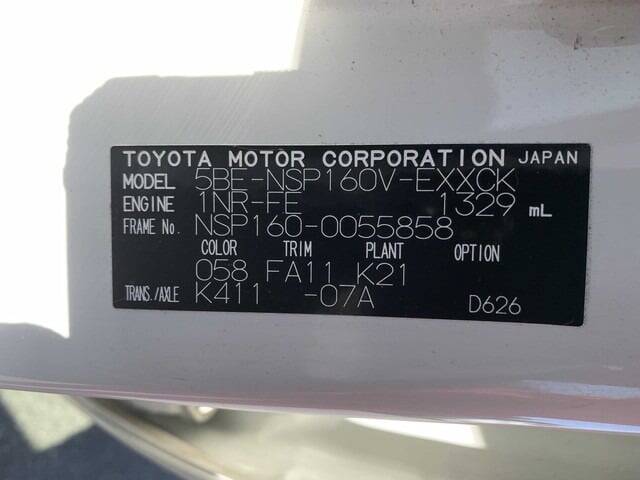 TOYOTA MOTOR CORPORATION JAPAN
MODEL 5BE-NSP160V-EXXCK
ENGINE 1NR-FE 1329 mL
FRAME No. NSP160-0055858
COLOR TRIM PLANT OPTION
058 FA11 K21
TRANS./AXLE K411 -07A D626